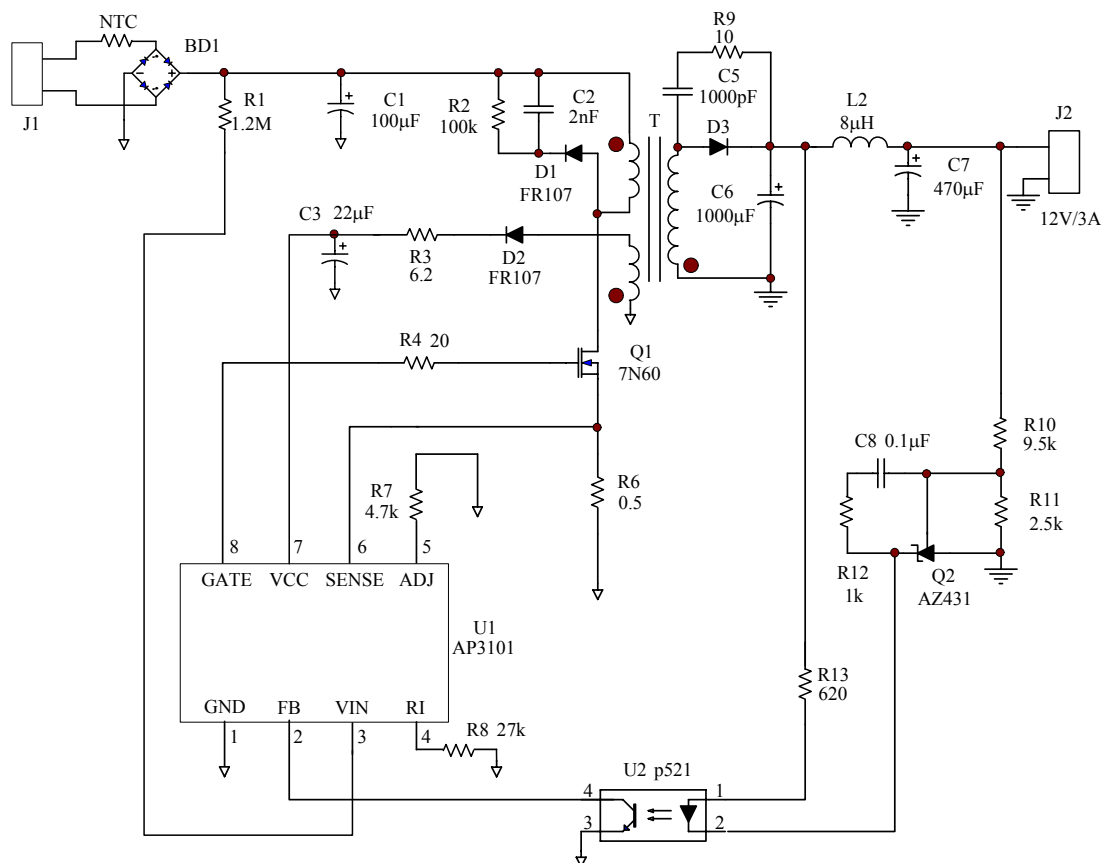 NTC
BD1
J1
R1
1.2M
C1
100μF
R2
100k
C2
2nF
D1
FR107
T
R9
10
C5
1000pF
D3
C6
1000μF
L2
8μH
C7
470μF
J2
12V/3A
C3 22μF
R3
6.2
D2
FR107
R4 20
Q1
7N60
R6
0.5
R7
4.7k
R10
9.5k
C8 0.1μF
R11
2.5k
R12
1k
Q2
AZ431
8 7 6 5
GATE VCC SENSE ADJ
U1
AP3101
GND FB VIN RI
1 2 3 4
R8 27k
R13
620
U2 p521
4 1
3 2